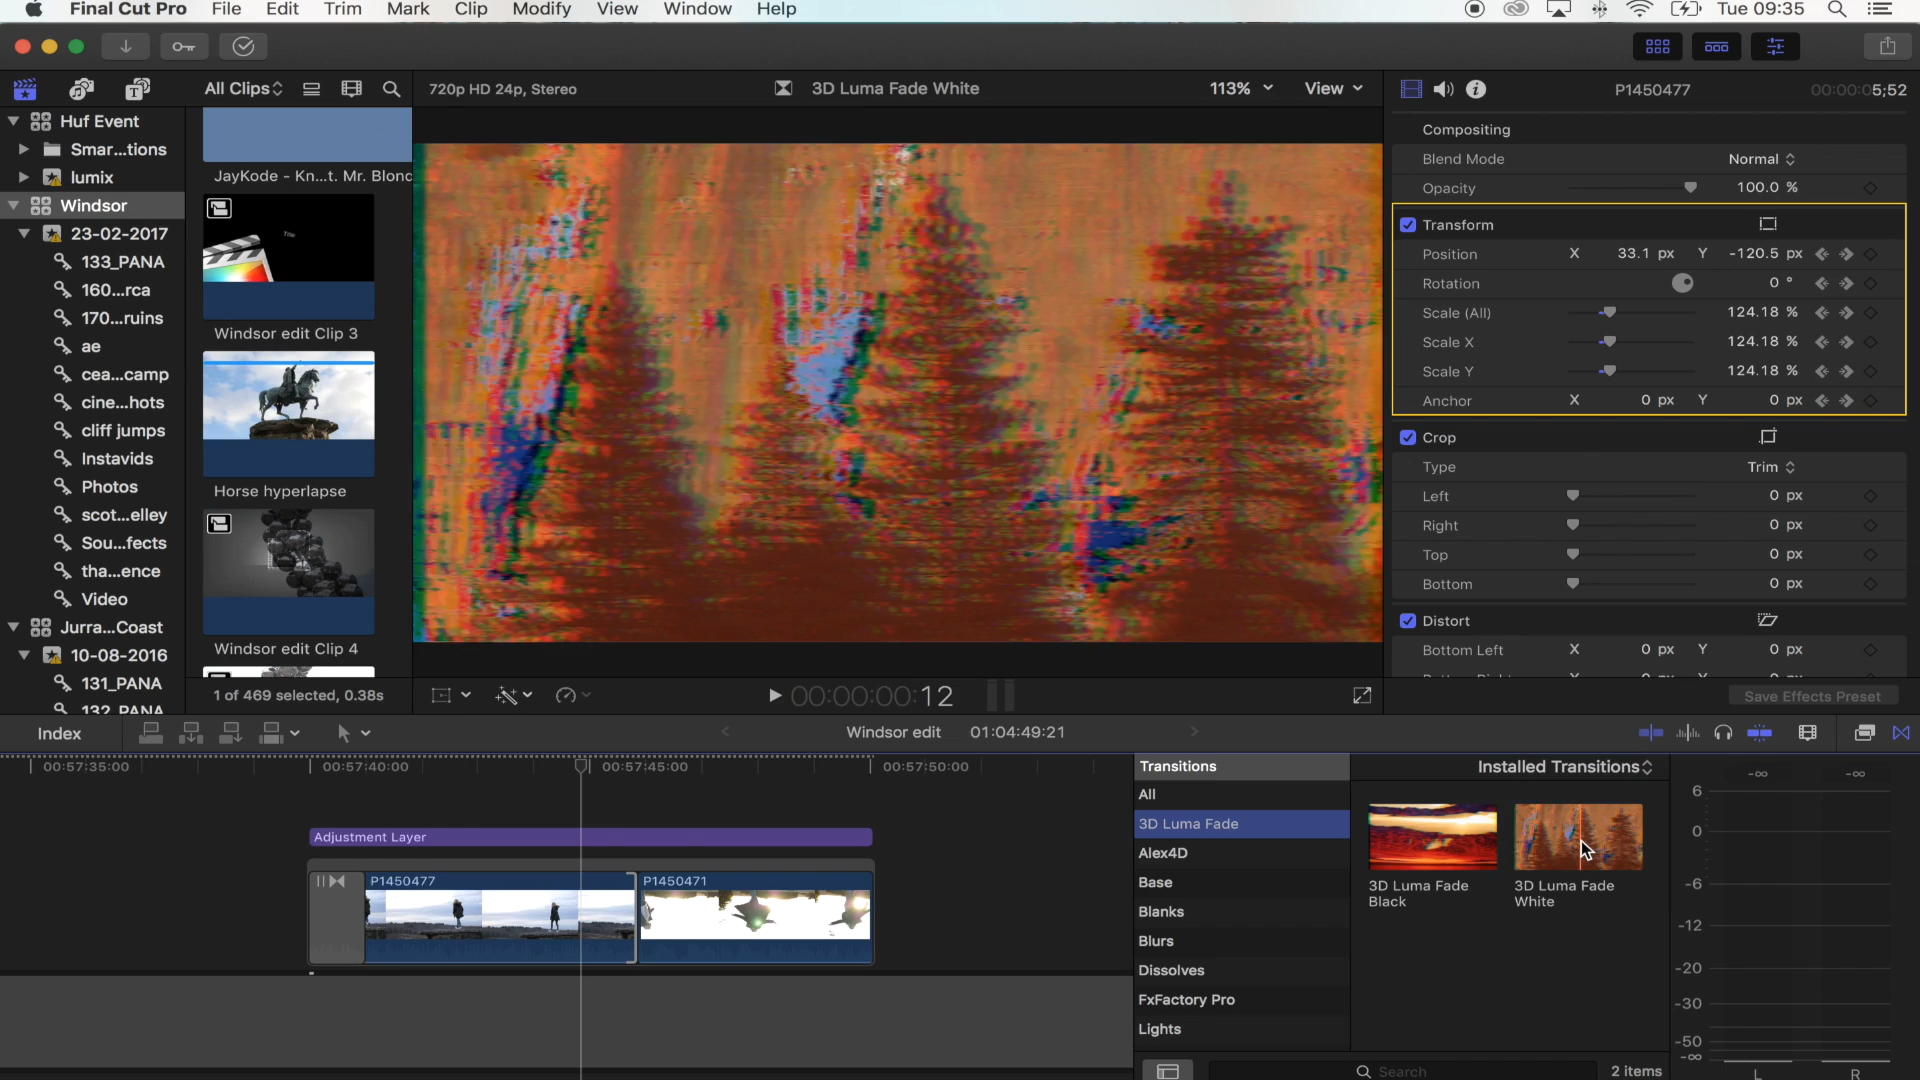 Final Cut Pro File Edit Trim Mark Clip Modify View Window Help Tue 09:35
All Clips 720p HD 24p, Stereo 3D Luma Fade White 113% View P1450477 00:00:05;52
Huf Event
Smar...tions
lumix
Windsor
23-02-2017
133_PANA
160...rca
170...ruins
ae
cea...camp
cine...hots
cliff jumps
Instavids
Photos
scot...elley
Sou...fects
tha...ence
Video
Jurra...Coast
10-08-2016
131_PANA
132_PANA
JayKode - Kn...t. Mr. Blond
Title
Windsor edit Clip 3
Horse hyperlapse
Windsor edit Clip 4
1 of 469 selected, 0.38s
00:00:00:12
Compositing
Blend Mode Normal
Opacity 100.0 %
Transform
Position X 33.1 px Y -120.5 px
Rotation 0 °
Scale (All) 124.18 %
Scale X 124.18 %
Scale Y 124.18 %
Anchor X 0 px Y 0 px
Crop
Type Trim
Left 0 px
Right 0 px
Top 0 px
Bottom 0 px
Distort
Bottom Left X 0 px Y 0 px
Save Effects Preset
Index Windsor edit 01:04:49:21
00:57:35:00 00:57:40:00 00:57:45:00 00:57:50:00
Adjustment Layer
P1450477 P1450471
Transitions Installed Transitions
All
3D Luma Fade
Alex4D
Base
Blanks
Blurs
Dissolves
FxFactory Pro
Lights
3D Luma Fade
Black
3D Luma Fade
White
Search 2 items
-∞ -∞
6
0
-6
-12
-20
-30
-50
-∞
L R